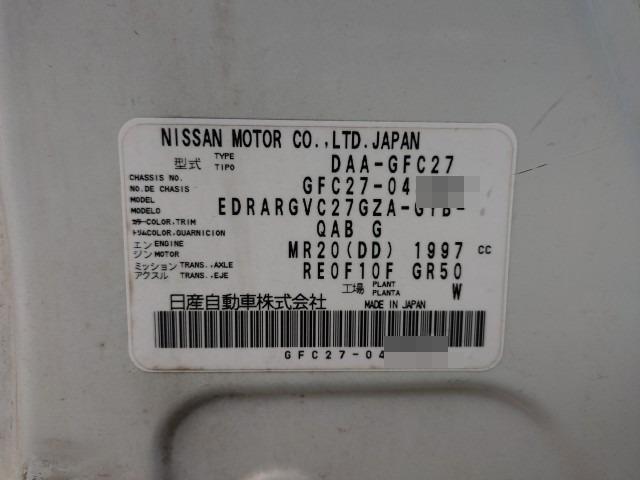 NISSAN MOTOR CO.,LTD.JAPAN
型式 TYPE TIPO DAA-GFC27
CHASSIS NO. NO.DE CHASIS GFC27-04
MODEL MODELO EDRARGVC27GZA-GYB-
カラー COLOR,TRIM トリム COLOR,GUARNICION QAB G
エンジン ENGINE MOTOR MR20(DD) 1997 cc
ミッション TRANS.,AXLE アクスル TRANS.,EJE RE0F10F GR50
工場 PLANT PLANTA W
日産自動車株式会社 MADE IN JAPAN
GFC27-04